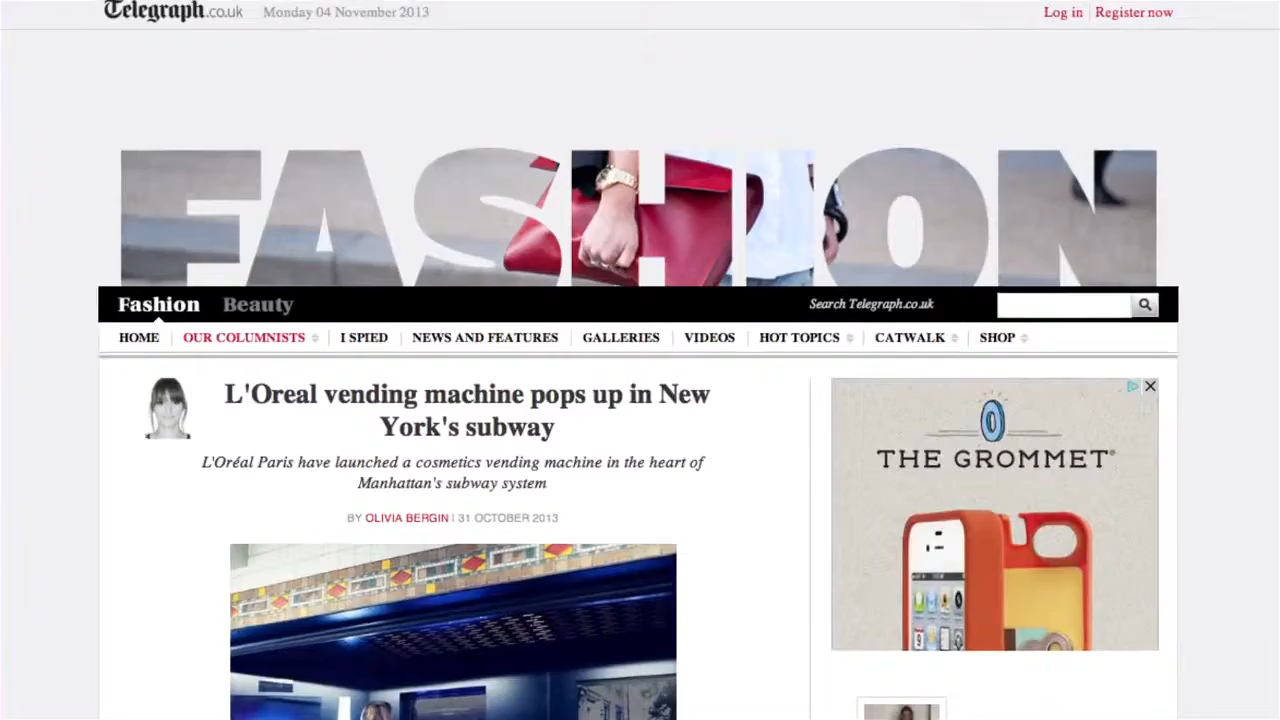 Telegraph.co.uk Monday 04 November 2013 Log in Register now
FASHION
Fashion Beauty Search Telegraph.co.uk
HOME OUR COLUMNISTS I SPIED NEWS AND FEATURES GALLERIES VIDEOS HOT TOPICS CATWALK SHOP
L'Oreal vending machine pops up in New
York's subway
L'Oréal Paris have launched a cosmetics vending machine in the heart of
Manhattan's subway system
BY OLIVIA BERGIN | 31 OCTOBER 2013
THE GROMMET®
9